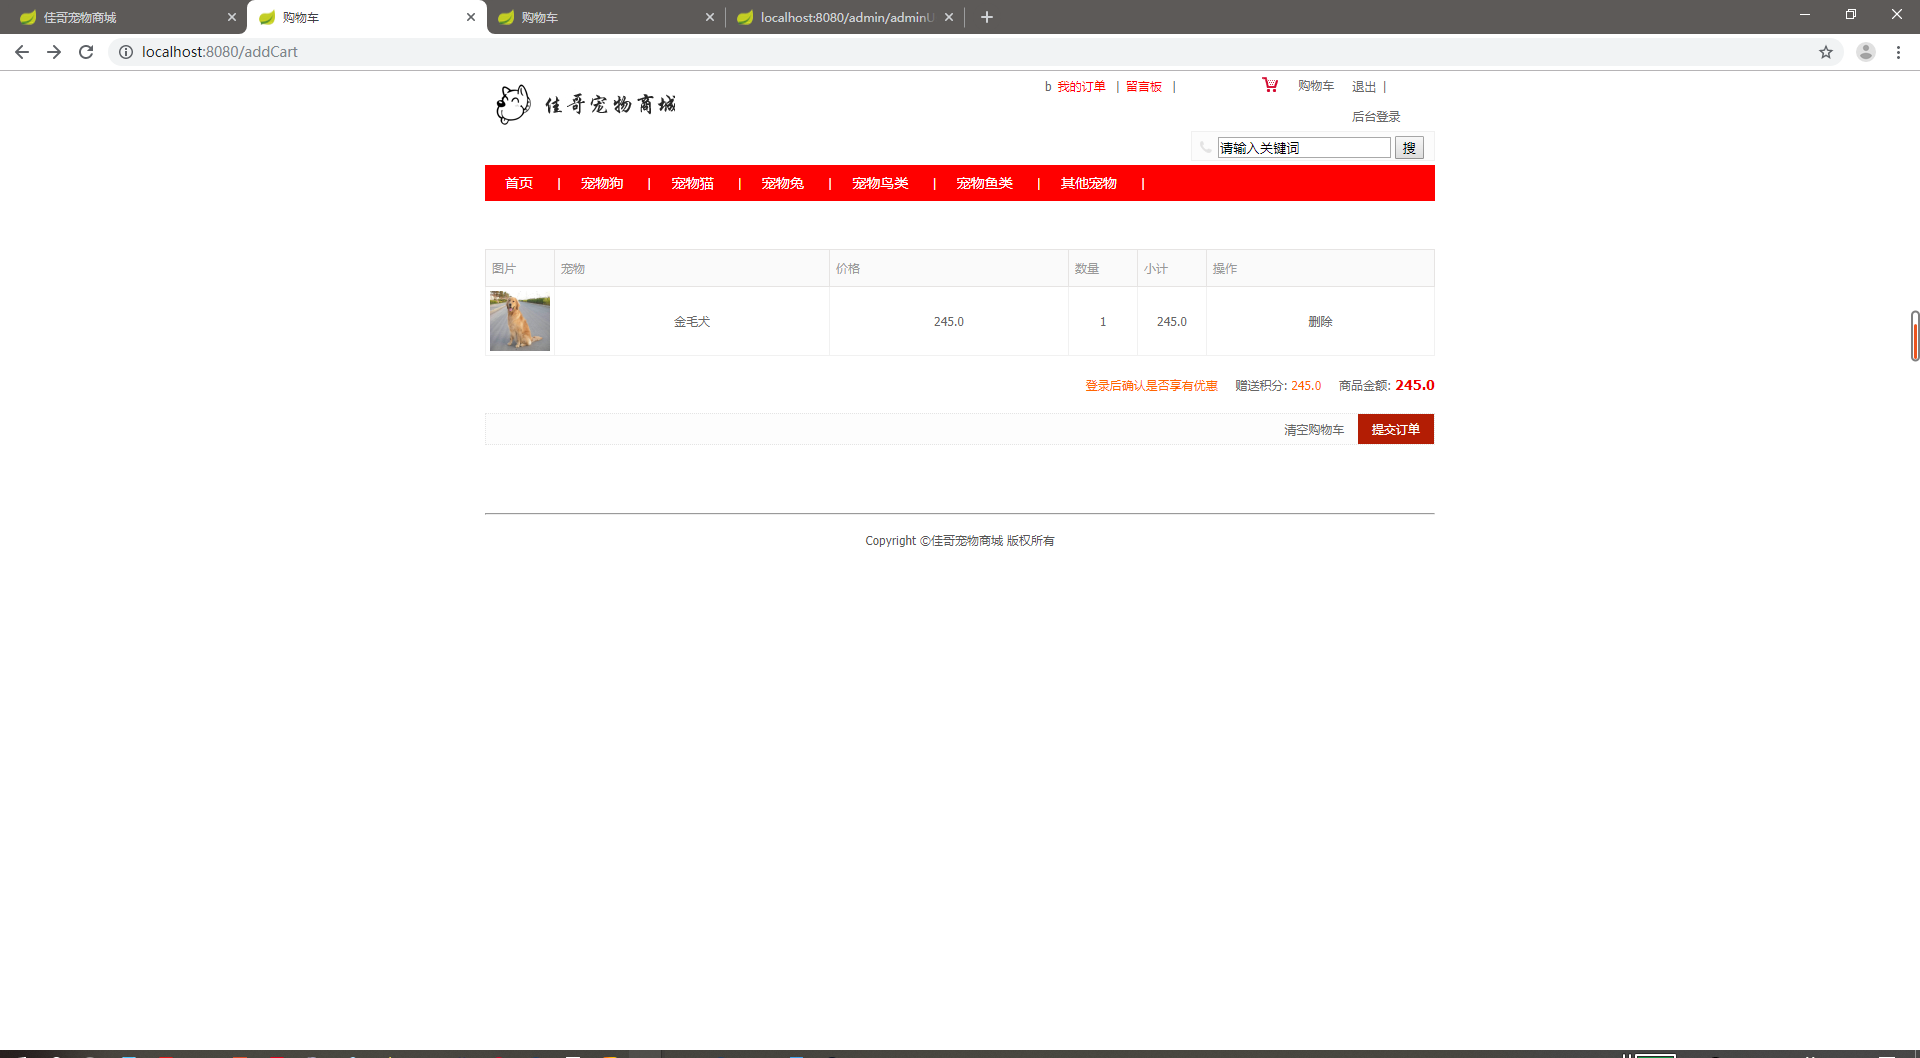 佳哥宠物商城
购物车
购物车
localhost:8080/admin/adminU
localhost:8080/addCart
佳哥宠物商城
b 我的订单 | 留言板 |
购物车 退出 |
后台登录
请输入关键词 搜
首页 | 宠物狗 | 宠物猫 | 宠物兔 | 宠物鸟类 | 宠物鱼类 | 其他宠物 |
图片 宠物 价格 数量 小计 操作
金毛犬 245.0 1 245.0 删除
登录后确认是否享有优惠 赠送积分: 245.0 商品金额: 245.0
清空购物车 提交订单
Copyright ©佳哥宠物商城 版权所有